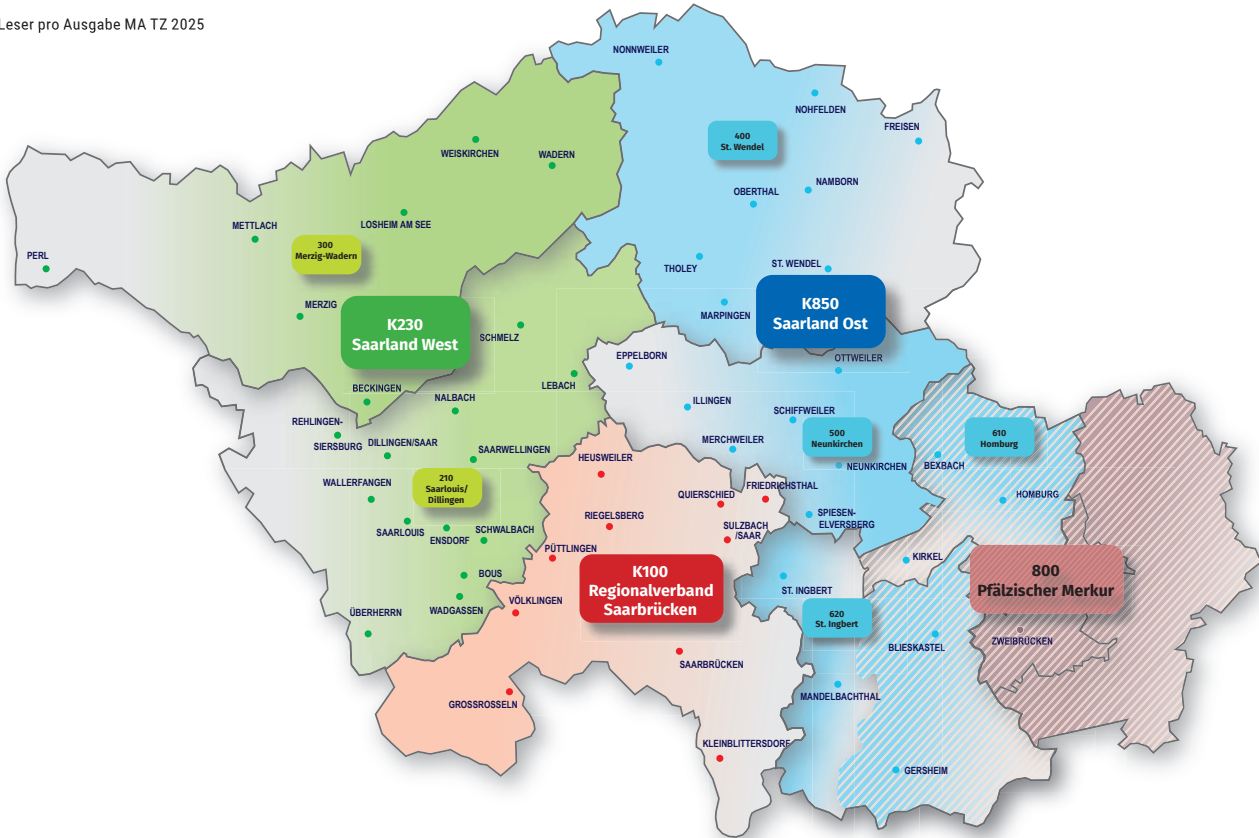 Leser pro Ausgabe MA TZ 2025
NONNWEILER
NOHFELDEN
FREISEN
400
St. Wendel
WEISKIRCHEN
WADERN
NAMBORN
OBERTHAL
METTLACH
LOSHEIM AM SEE
300
Merzig-Wadern
PERL
THOLEY
ST. WENDEL
MERZIG
K230
Saarland West
K850
Saarland Ost
MARPINGEN
SCHMELZ
EPPELBORN
OTTWEILER
LEBACH
BECKINGEN
NALBACH
ILLINGEN
SCHIFFWEILER
REHLINGEN-
SIERSBURG
DILLINGEN/SAAR
SAARWELLINGEN
MERCHWEILER
500
Neunkirchen
610
Homburg
HEUSWEILER
NEUNKIRCHEN
BEXBACH
WALLERFANGEN
210
Saarlouis/
Dillingen
QUIERSCHIED
FRIEDRICHSTHAL
HOMBURG
RIEGELSBERG
SPIESEN-
ELVERSBERG
SAARLOUIS
ENSDORF
SCHWALBACH
SULZBACH
/SAAR
PÜTTLINGEN
KIRKEL
BOUS
K100
Regionalverband
Saarbrücken
800
Pfälzischer Merkur
ST. INGBERT
ÜBERHERRN
WADGASSEN
VÖLKLINGEN
620
St. Ingbert
BLIESKASTEL
ZWEIBRÜCKEN
SAARBRÜCKEN
MANDELBACHTHAL
GROSSROSSELN
KLEINBLITTERSDORF
GERSHEIM